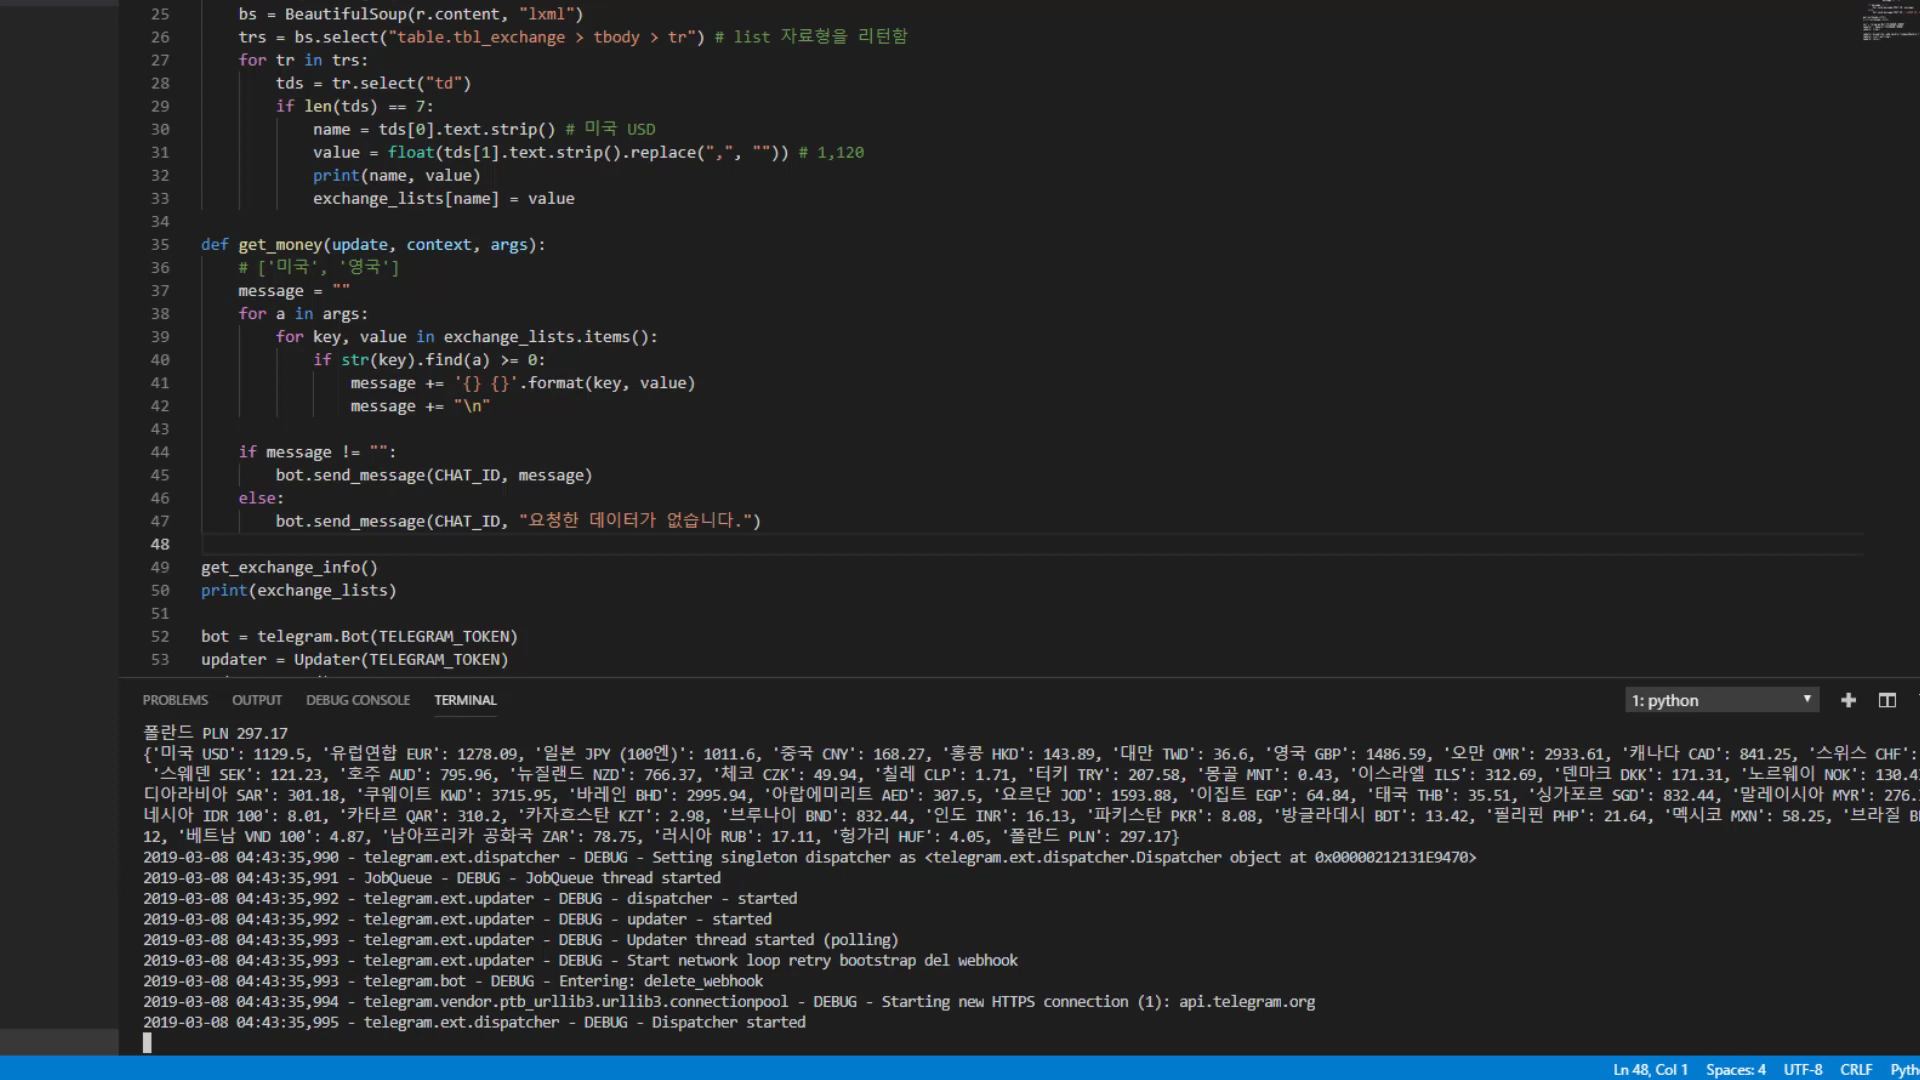 25 bs = BeautifulSoup(r.content, "lxml")
26 trs = bs.select("table.tbl_exchange > tbody > tr") # list 자료형을 리턴함
27 for tr in trs:
28 tds = tr.select("td")
29 if len(tds) == 7:
30 name = tds[0].text.strip() # 미국 USD
31 value = float(tds[1].text.strip().replace(",", "")) # 1,120
32 print(name, value)
33 exchange_lists[name] = value
34
35 def get_money(update, context, args):
36 # ['미국', '영국']
37 message = ""
38 for a in args:
39 for key, value in exchange_lists.items():
40 if str(key).find(a) >= 0:
41 message += '{} {}'.format(key, value)
42 message += "\n"
43
44 if message != "":
45 bot.send_message(CHAT_ID, message)
46 else:
47 bot.send_message(CHAT_ID, "요청한 데이터가 없습니다.")
48
49 get_exchange_info()
50 print(exchange_lists)
51
52 bot = telegram.Bot(TELEGRAM_TOKEN)
53 updater = Updater(TELEGRAM_TOKEN)
PROBLEMS OUTPUT DEBUG CONSOLE TERMINAL 1: python
폴란드 PLN 297.17
{'미국 USD': 1129.5, '유럽연합 EUR': 1278.09, '일본 JPY (100엔)': 1011.6, '중국 CNY': 168.27, '홍콩 HKD': 143.89, '대만 TWD': 36.6, '영국 GBP': 1486.59, '오만 OMR': 2933.61, '캐나다 CAD': 841.25, '스위스 CHF':
'스웨덴 SEK': 121.23, '호주 AUD': 795.96, '뉴질랜드 NZD': 766.37, '체코 CZK': 49.94, '칠레 CLP': 1.71, '터키 TRY': 207.58, '몽골 MNT': 0.43, '이스라엘 ILS': 312.69, '덴마크 DKK': 171.31, '노르웨이 NOK': 130.4
디아라비아 SAR': 301.18, '쿠웨이트 KWD': 3715.95, '바레인 BHD': 2995.94, '아랍에미리트 AED': 307.5, '요르단 JOD': 1593.88, '이집트 EGP': 64.84, '태국 THB': 35.51, '싱가포르 SGD': 832.44, '말레이시아 MYR': 276.
네시아 IDR 100': 8.01, '카타르 QAR': 310.2, '카자흐스탄 KZT': 2.98, '브루나이 BND': 832.44, '인도 INR': 16.13, '파키스탄 PKR': 8.08, '방글라데시 BDT': 13.42, '필리핀 PHP': 21.64, '멕시코 MXN': 58.25, '브라질
12, '베트남 VND 100': 4.87, '남아프리카 공화국 ZAR': 78.75, '러시아 RUB': 17.11, '헝가리 HUF': 4.05, '폴란드 PLN': 297.17}
2019-03-08 04:43:35,990 - telegram.ext.dispatcher - DEBUG - Setting singleton dispatcher as <telegram.ext.dispatcher.Dispatcher object at 0x00000212131E9470>
2019-03-08 04:43:35,991 - JobQueue - DEBUG - JobQueue thread started
2019-03-08 04:43:35,992 - telegram.ext.updater - DEBUG - dispatcher - started
2019-03-08 04:43:35,992 - telegram.ext.updater - DEBUG - updater - started
2019-03-08 04:43:35,993 - telegram.ext.updater - DEBUG - Updater thread started (polling)
2019-03-08 04:43:35,993 - telegram.ext.updater - DEBUG - Start network loop retry bootstrap del webhook
2019-03-08 04:43:35,993 - telegram.bot - DEBUG - Entering: delete_webhook
2019-03-08 04:43:35,994 - telegram.vendor.ptb_urllib3.urllib3.connectionpool - DEBUG - Starting new HTTPS connection (1): api.telegram.org
2019-03-08 04:43:35,995 - telegram.ext.dispatcher - DEBUG - Dispatcher started
Ln 48, Col 1 Spaces: 4 UTF-8 CRLF Pyth